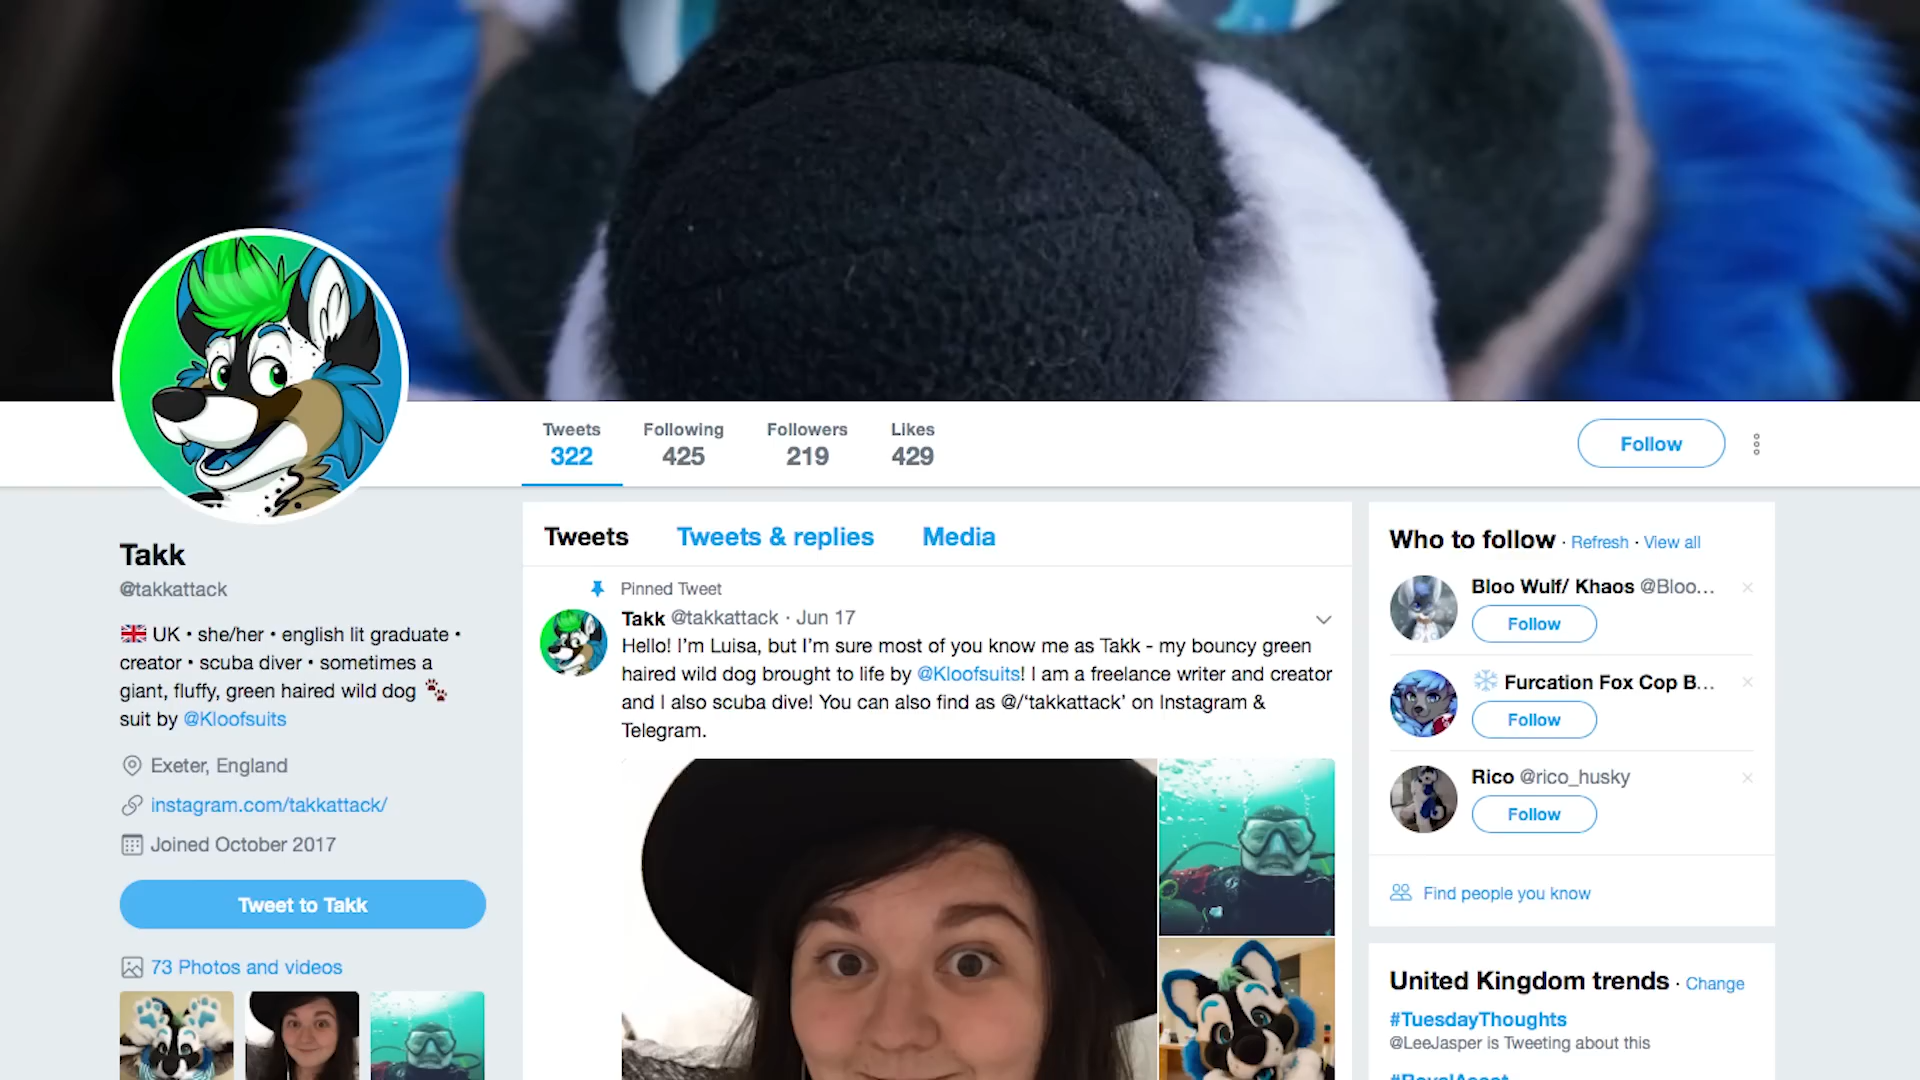 Tweets
322
Following
425
Followers
219
Likes
429
Follow
Takk
@takkattack
UK • she/her • english lit graduate •
creator • scuba diver • sometimes a
giant, fluffy, green haired wild dog
suit by @Kloofsuits
Exeter, England
instagram.com/takkattack/
Joined October 2017
Tweet to Takk
73 Photos and videos
Tweets Tweets & replies Media
Pinned Tweet
Takk @takkattack · Jun 17
Hello! I'm Luisa, but I'm sure most of you know me as Takk - my bouncy green
haired wild dog brought to life by @Kloofsuits! I am a freelance writer and creator
and I also scuba dive! You can also find as @/‘takkattack’ on Instagram &
Telegram.
Who to follow · Refresh · View all
Bloo Wulf/ Khaos @Bloo...
Follow
Furcation Fox Cop B...
Follow
Rico @rico_husky
Follow
Find people you know
United Kingdom trends · Change
#TuesdayThoughts
@LeeJasper is Tweeting about this
#RoyalAscot